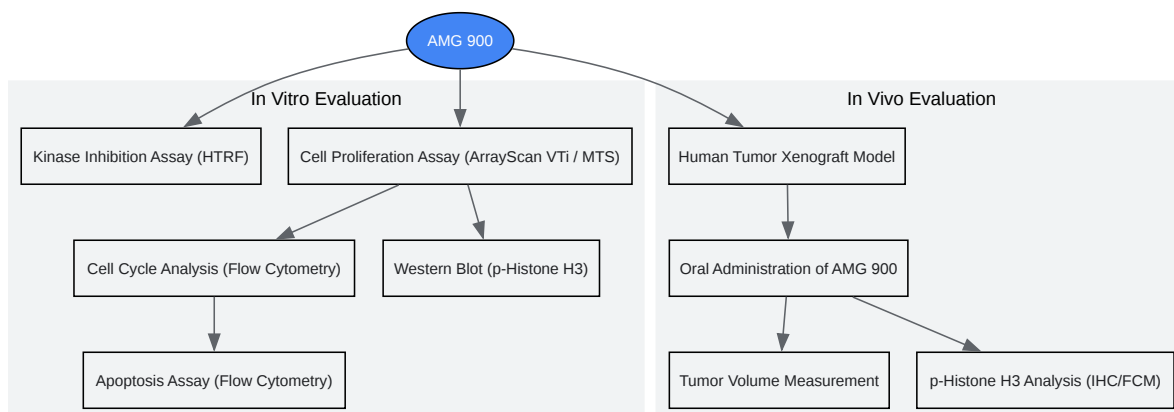 AMG 900
In Vitro Evaluation
In Vivo Evaluation
Kinase Inhibition Assay (HTRF)
Cell Proliferation Assay (ArrayScan VTi / MTS)
Human Tumor Xenograft Model
Cell Cycle Analysis (Flow Cytometry)
Western Blot (p-Histone H3)
Oral Administration of AMG 900
Apoptosis Assay (Flow Cytometry)
Tumor Volume Measurement
p-Histone H3 Analysis (IHC/FCM)